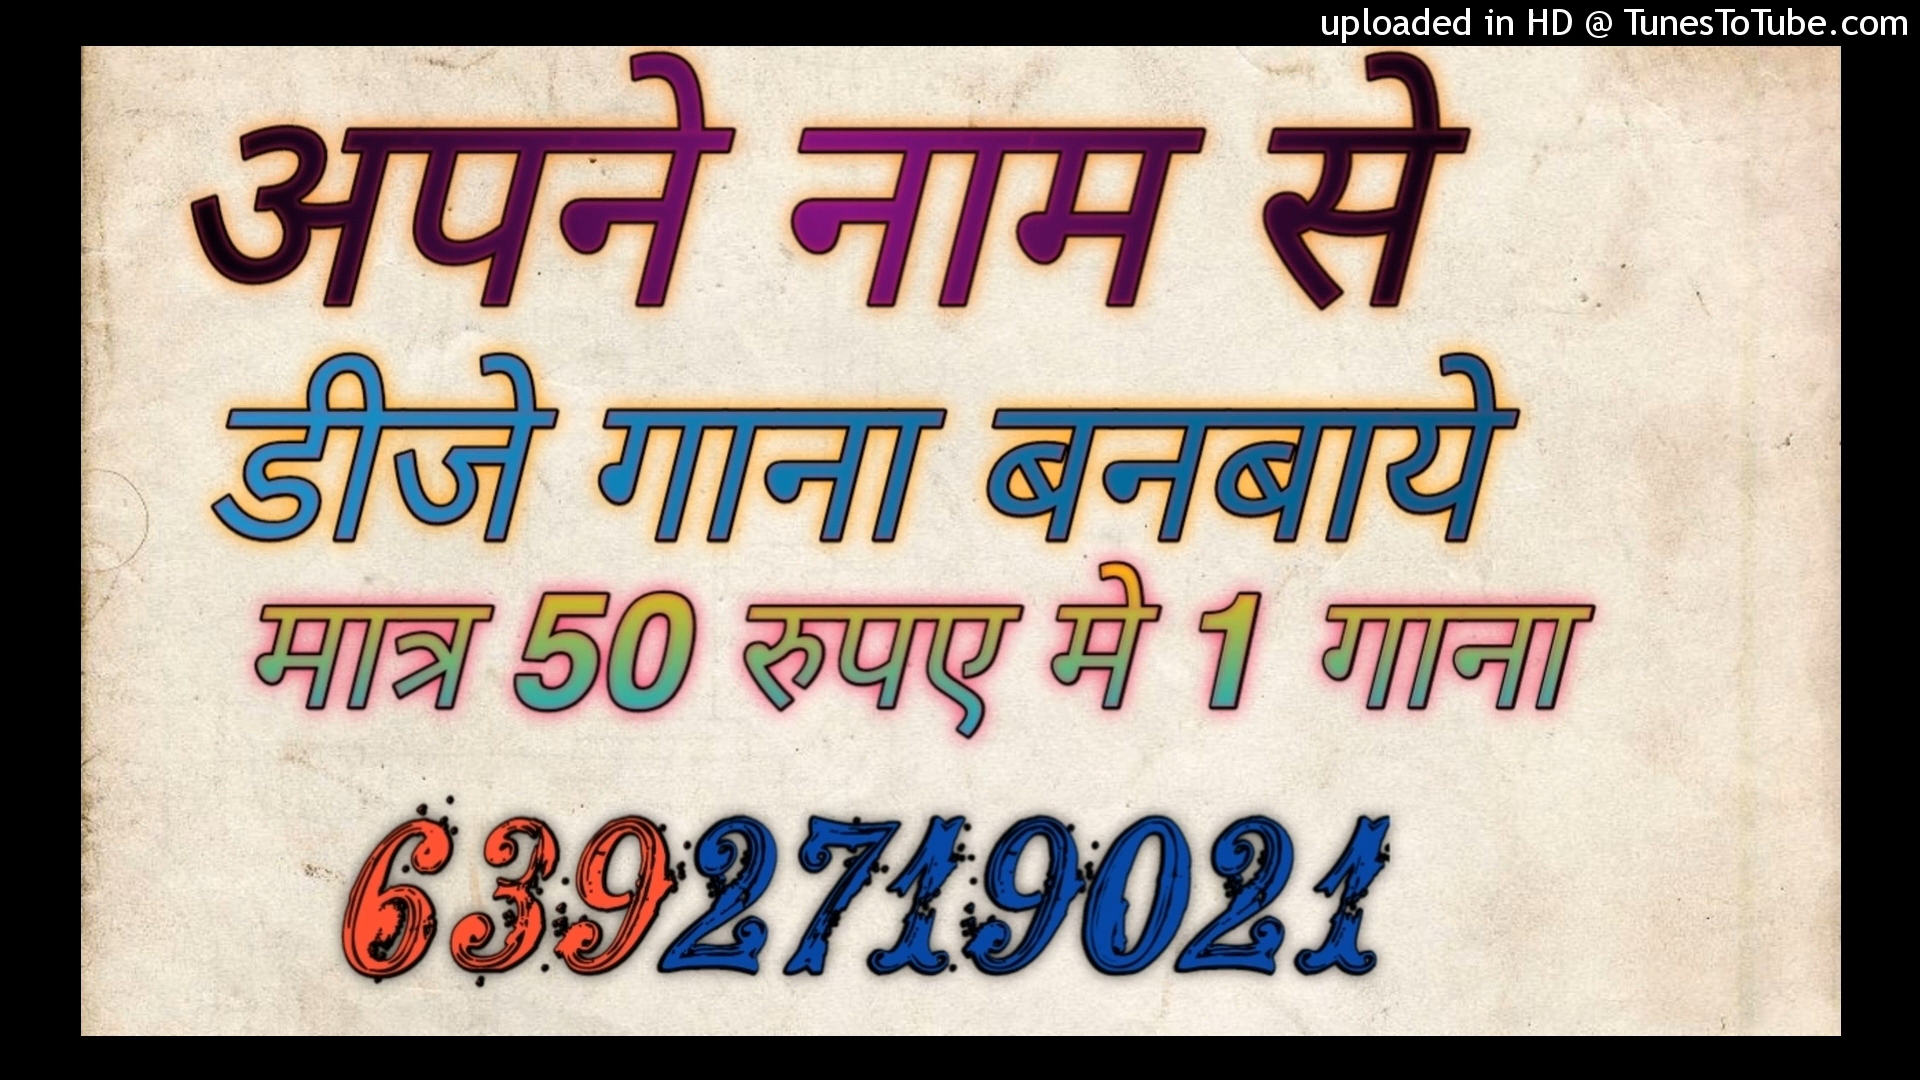 uploaded in HD @ TunesToTube.com
अपने नाम से
डीजे गाना बनबाये
मात्र 50 रुपए मे 1 गाना
6392719021